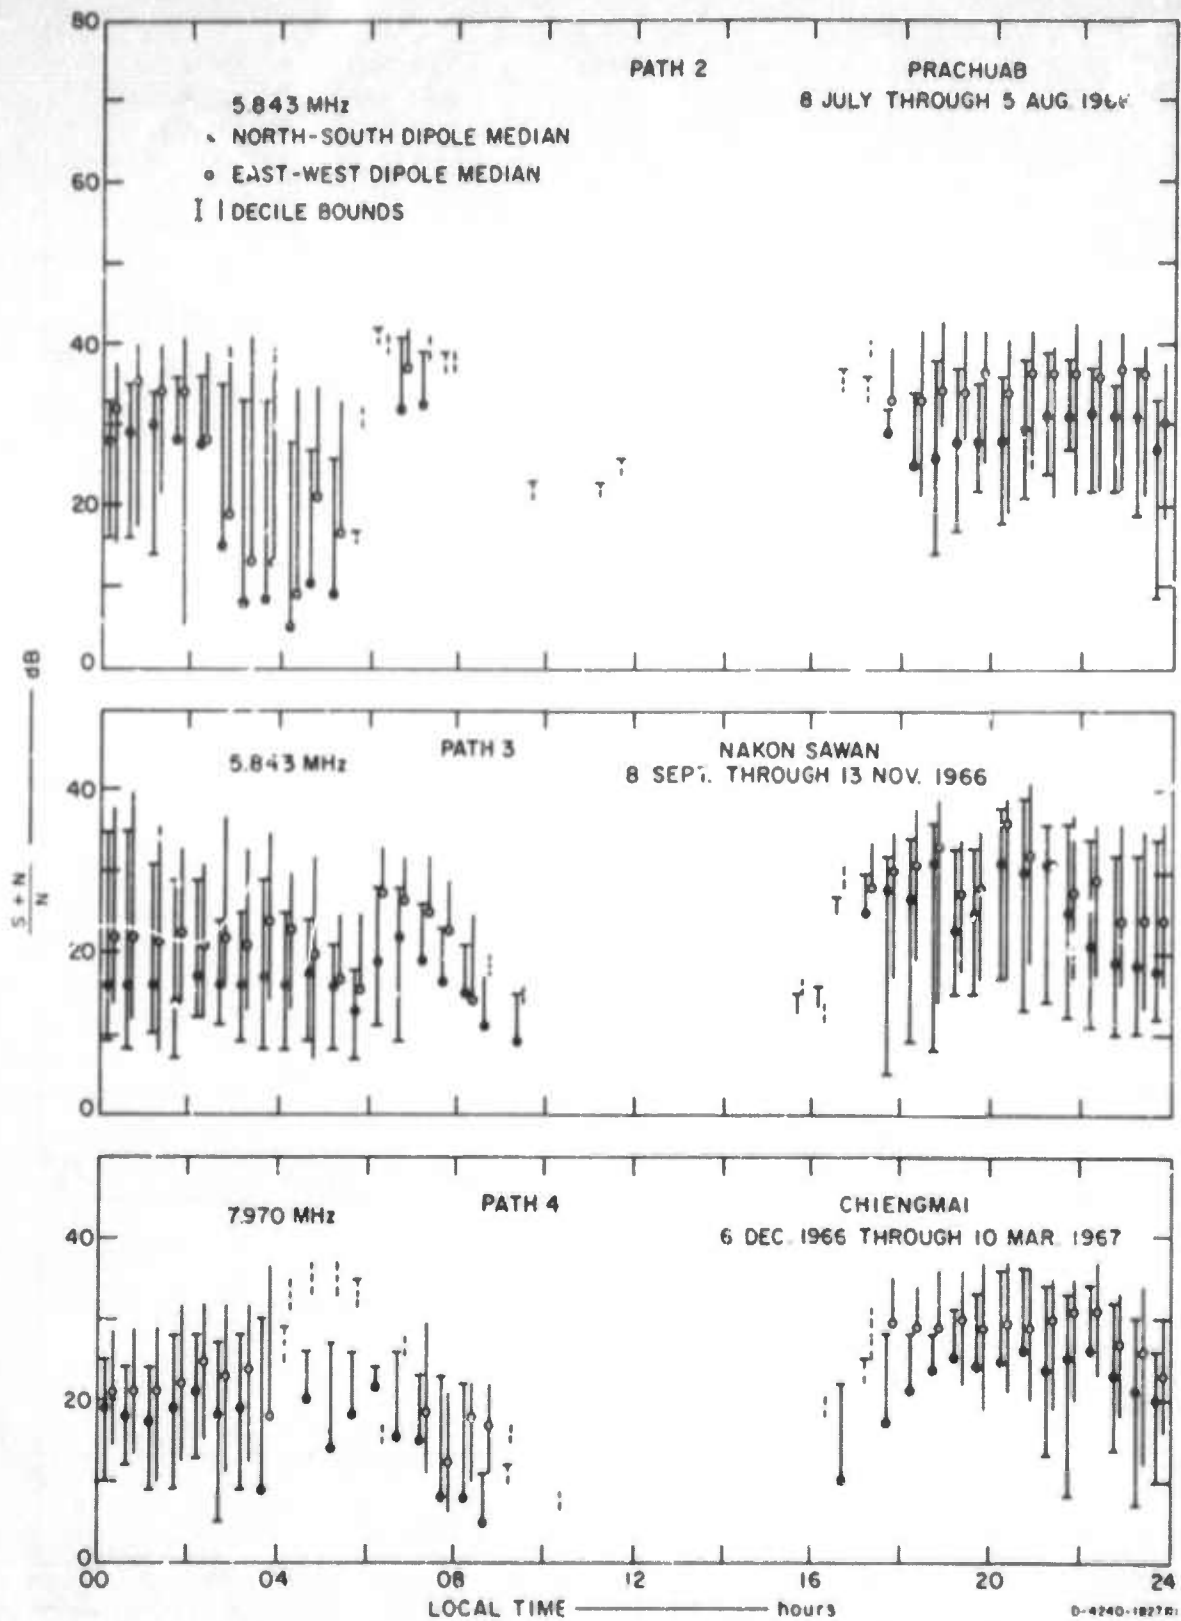 80
PATH 2
PRACHUAB
8 JULY THROUGH 5 AUG. 1966
5.843 MHz
NORTH-SOUTH DIPOLE MEDIAN
EAST-WEST DIPOLE MEDIAN
DECILE BOUNDS
60
40
20
0
S + N
N
dB
5.843 MHz
PATH 3
NAKON SAWAN
8 SEPT. THROUGH 13 NOV. 1966
40
20
0
7.970 MHz
PATH 4
CHIENGMAI
6 DEC. 1966 THROUGH 10 MAR. 1967
40
20
0
00 04 08 12 16 20 24
LOCAL TIME hours
D-4240-1827R1